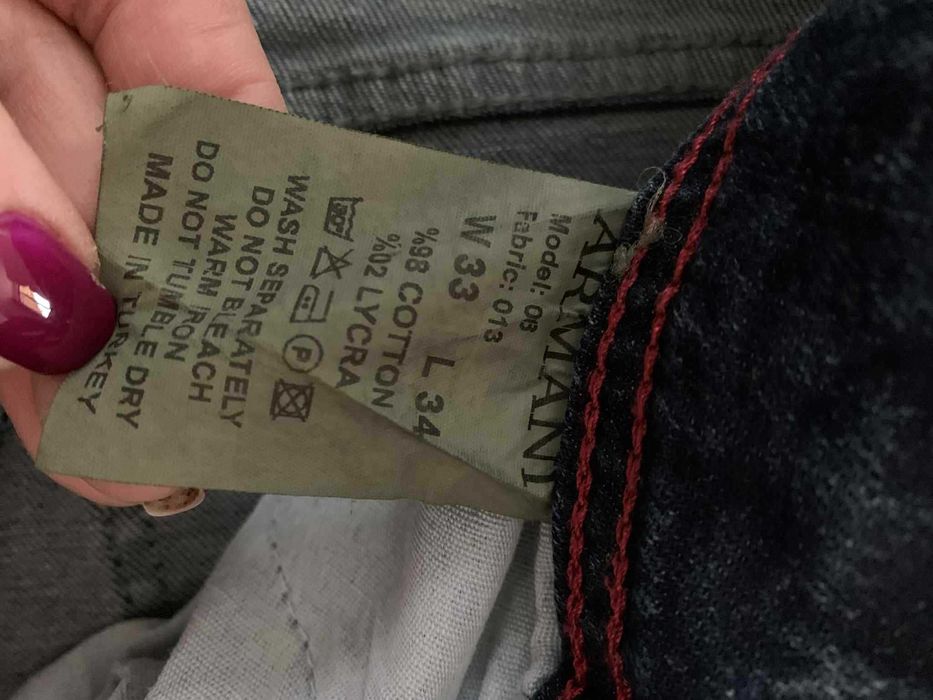 ARMANI
Model: 08
Fabric: 013
W 33 L 34
%98 COTTTON
%02 LYCRA
P
WASH SEPARATELY
DO NOT BLEACH
WARM IRON
DO NOT TUMBLE DRY
MADE IN TURKEY